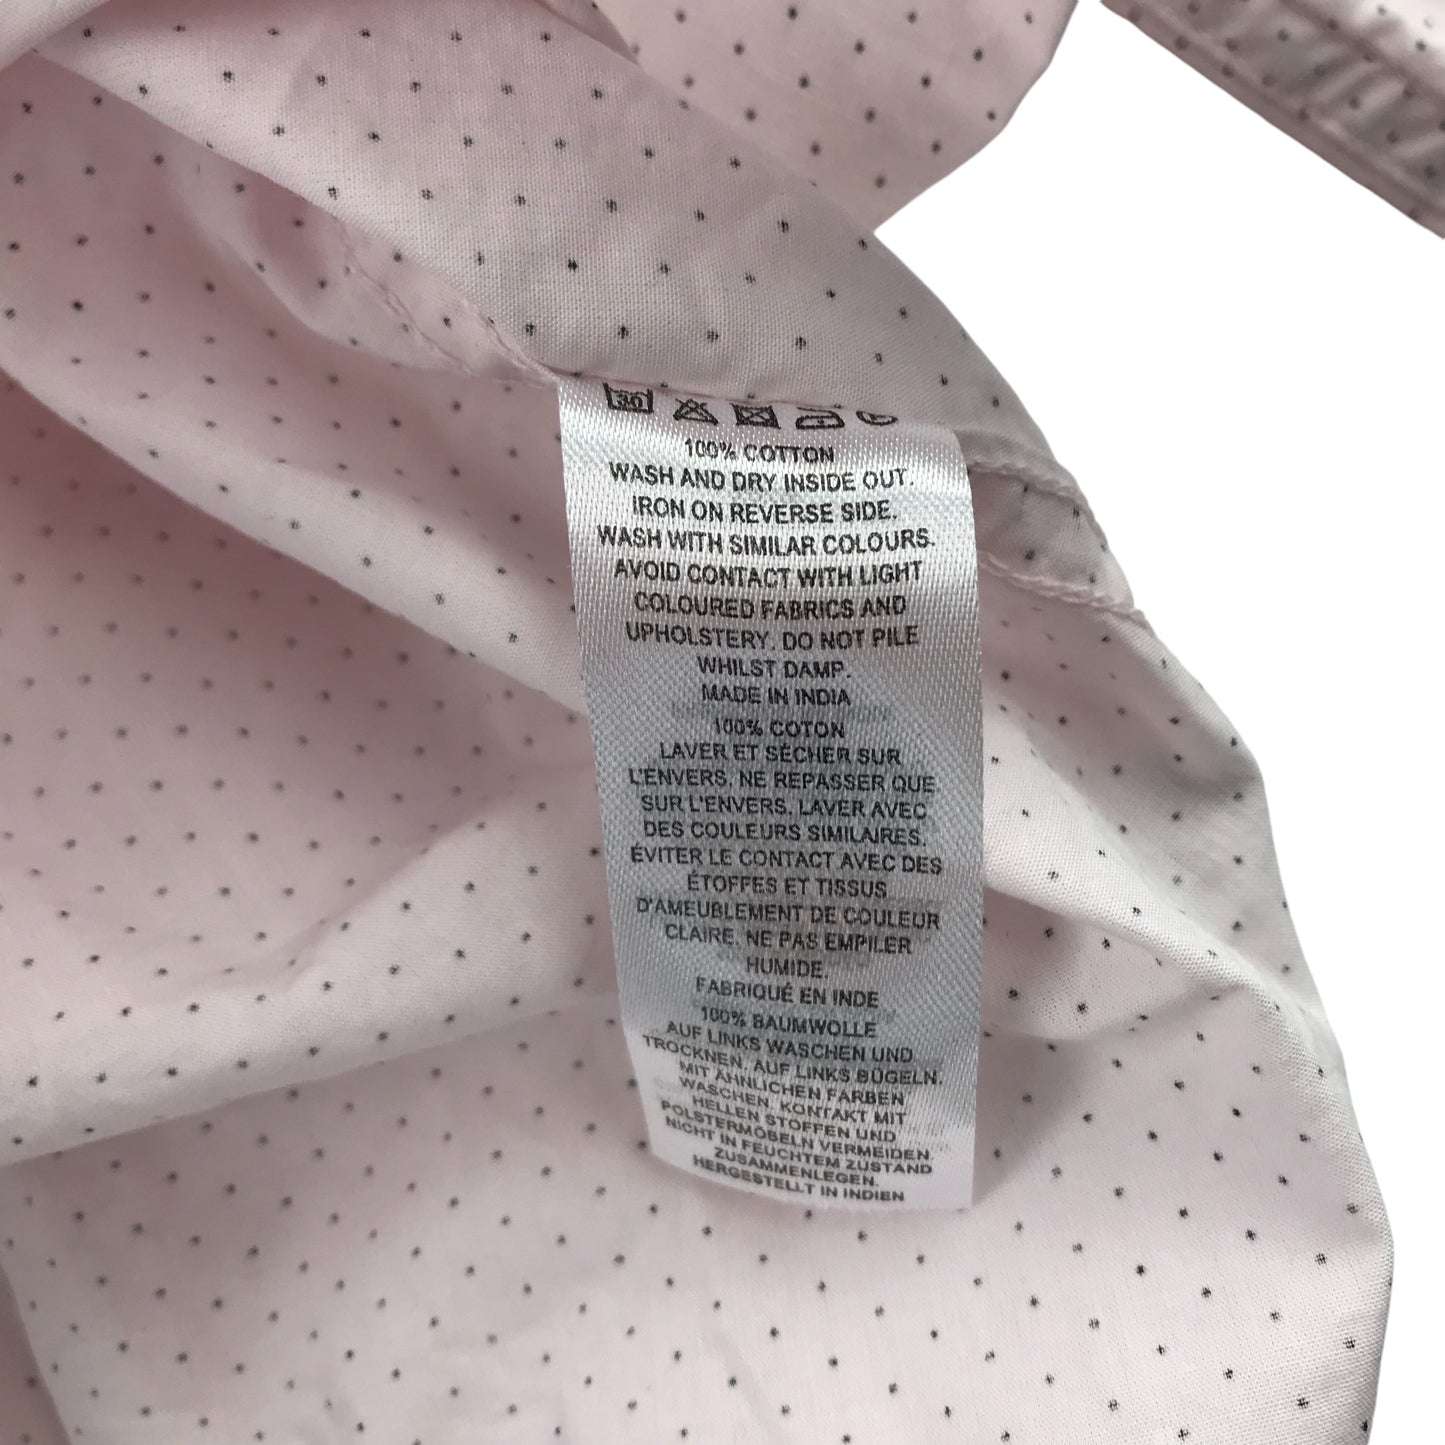 30
100% COTTON
WASH AND DRY INSIDE OUT.
IRON ON REVERSE SIDE.
WASH WITH SIMILAR COLOURS.
AVOID CONTACT WITH LIGHT
COLOURED FABRICS AND
UPHOLSTERY. DO NOT PILE
WHILST DAMP.
MADE IN INDIA
100% COTON
LAVER ET SÉCHER SUR
L'ENVERS. NE REPASSER QUE
SUR L'ENVERS. LAVER AVEC
DES COULEURS SIMILAIRES.
ÉVITER LE CONTACT AVEC DES
ÉTOFFES ET TISSUS
D'AMEUBLEMENT DE COULEUR
CLAIRE. NE PAS EMPILER
HUMIDE.
FABRIQUÉ EN INDE
100% BAUMWOLLE
AUF LINKS WASCHEN UND
TROCKNEN. AUF LINKS BÜGELN.
MIT ÄHNLICHEN FARBEN
WASCHEN. KONTAKT MIT
HELLEN STOFFEN UND
POLSTERMÖBELN VERMEIDEN.
NICHT IN FEUCHTEM ZUSTAND
ZUSAMMENLEGEN.
HERGESTELLT IN INDIEN